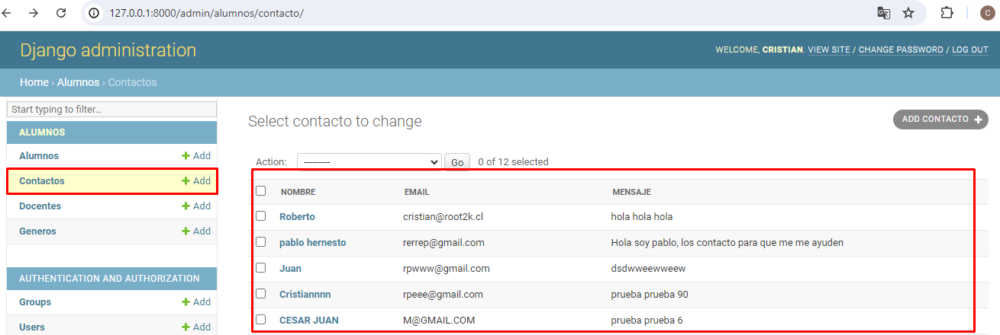 127.0.0.1:8000/admin/alumnos/contacto/
C
Django administration
WELCOME, CRISTIAN. VIEW SITE / CHANGE PASSWORD / LOG OUT
Home › Alumnos › Contactos
Start typing to filter...
Select contacto to change
ADD CONTACTO +
ALUMNOS
Alumnos + Add
Contactos + Add
Docentes + Add
Generos + Add
AUTHENTICATION AND AUTHORIZATION
Groups + Add
Users + Add
Action: --------- Go 0 of 12 selected
NOMBRE EMAIL MENSAJE
Roberto cristian@root2k.cl hola hola hola
pablo hernesto rerrep@gmail.com Hola soy pablo, los contacto para que me me ayuden
Juan rpwww@gmail.com dsdwweewweew
Cristiannnn rpeee@gmail.com prueba prueba 90
CESAR JUAN M@GMAIL.COM prueba prueba 6